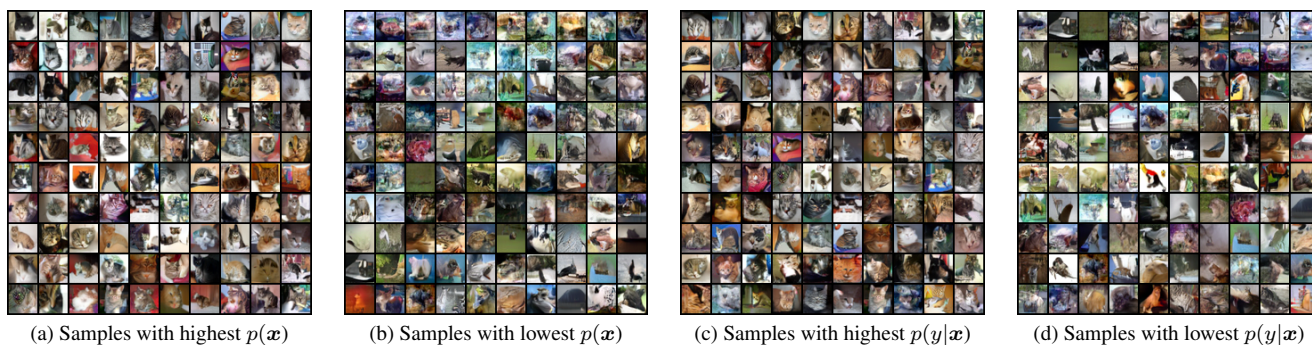 (a) Samples with highest p(x)
(b) Samples with lowest p(x)
(c) Samples with highest p(y|x)
(d) Samples with lowest p(y|x)